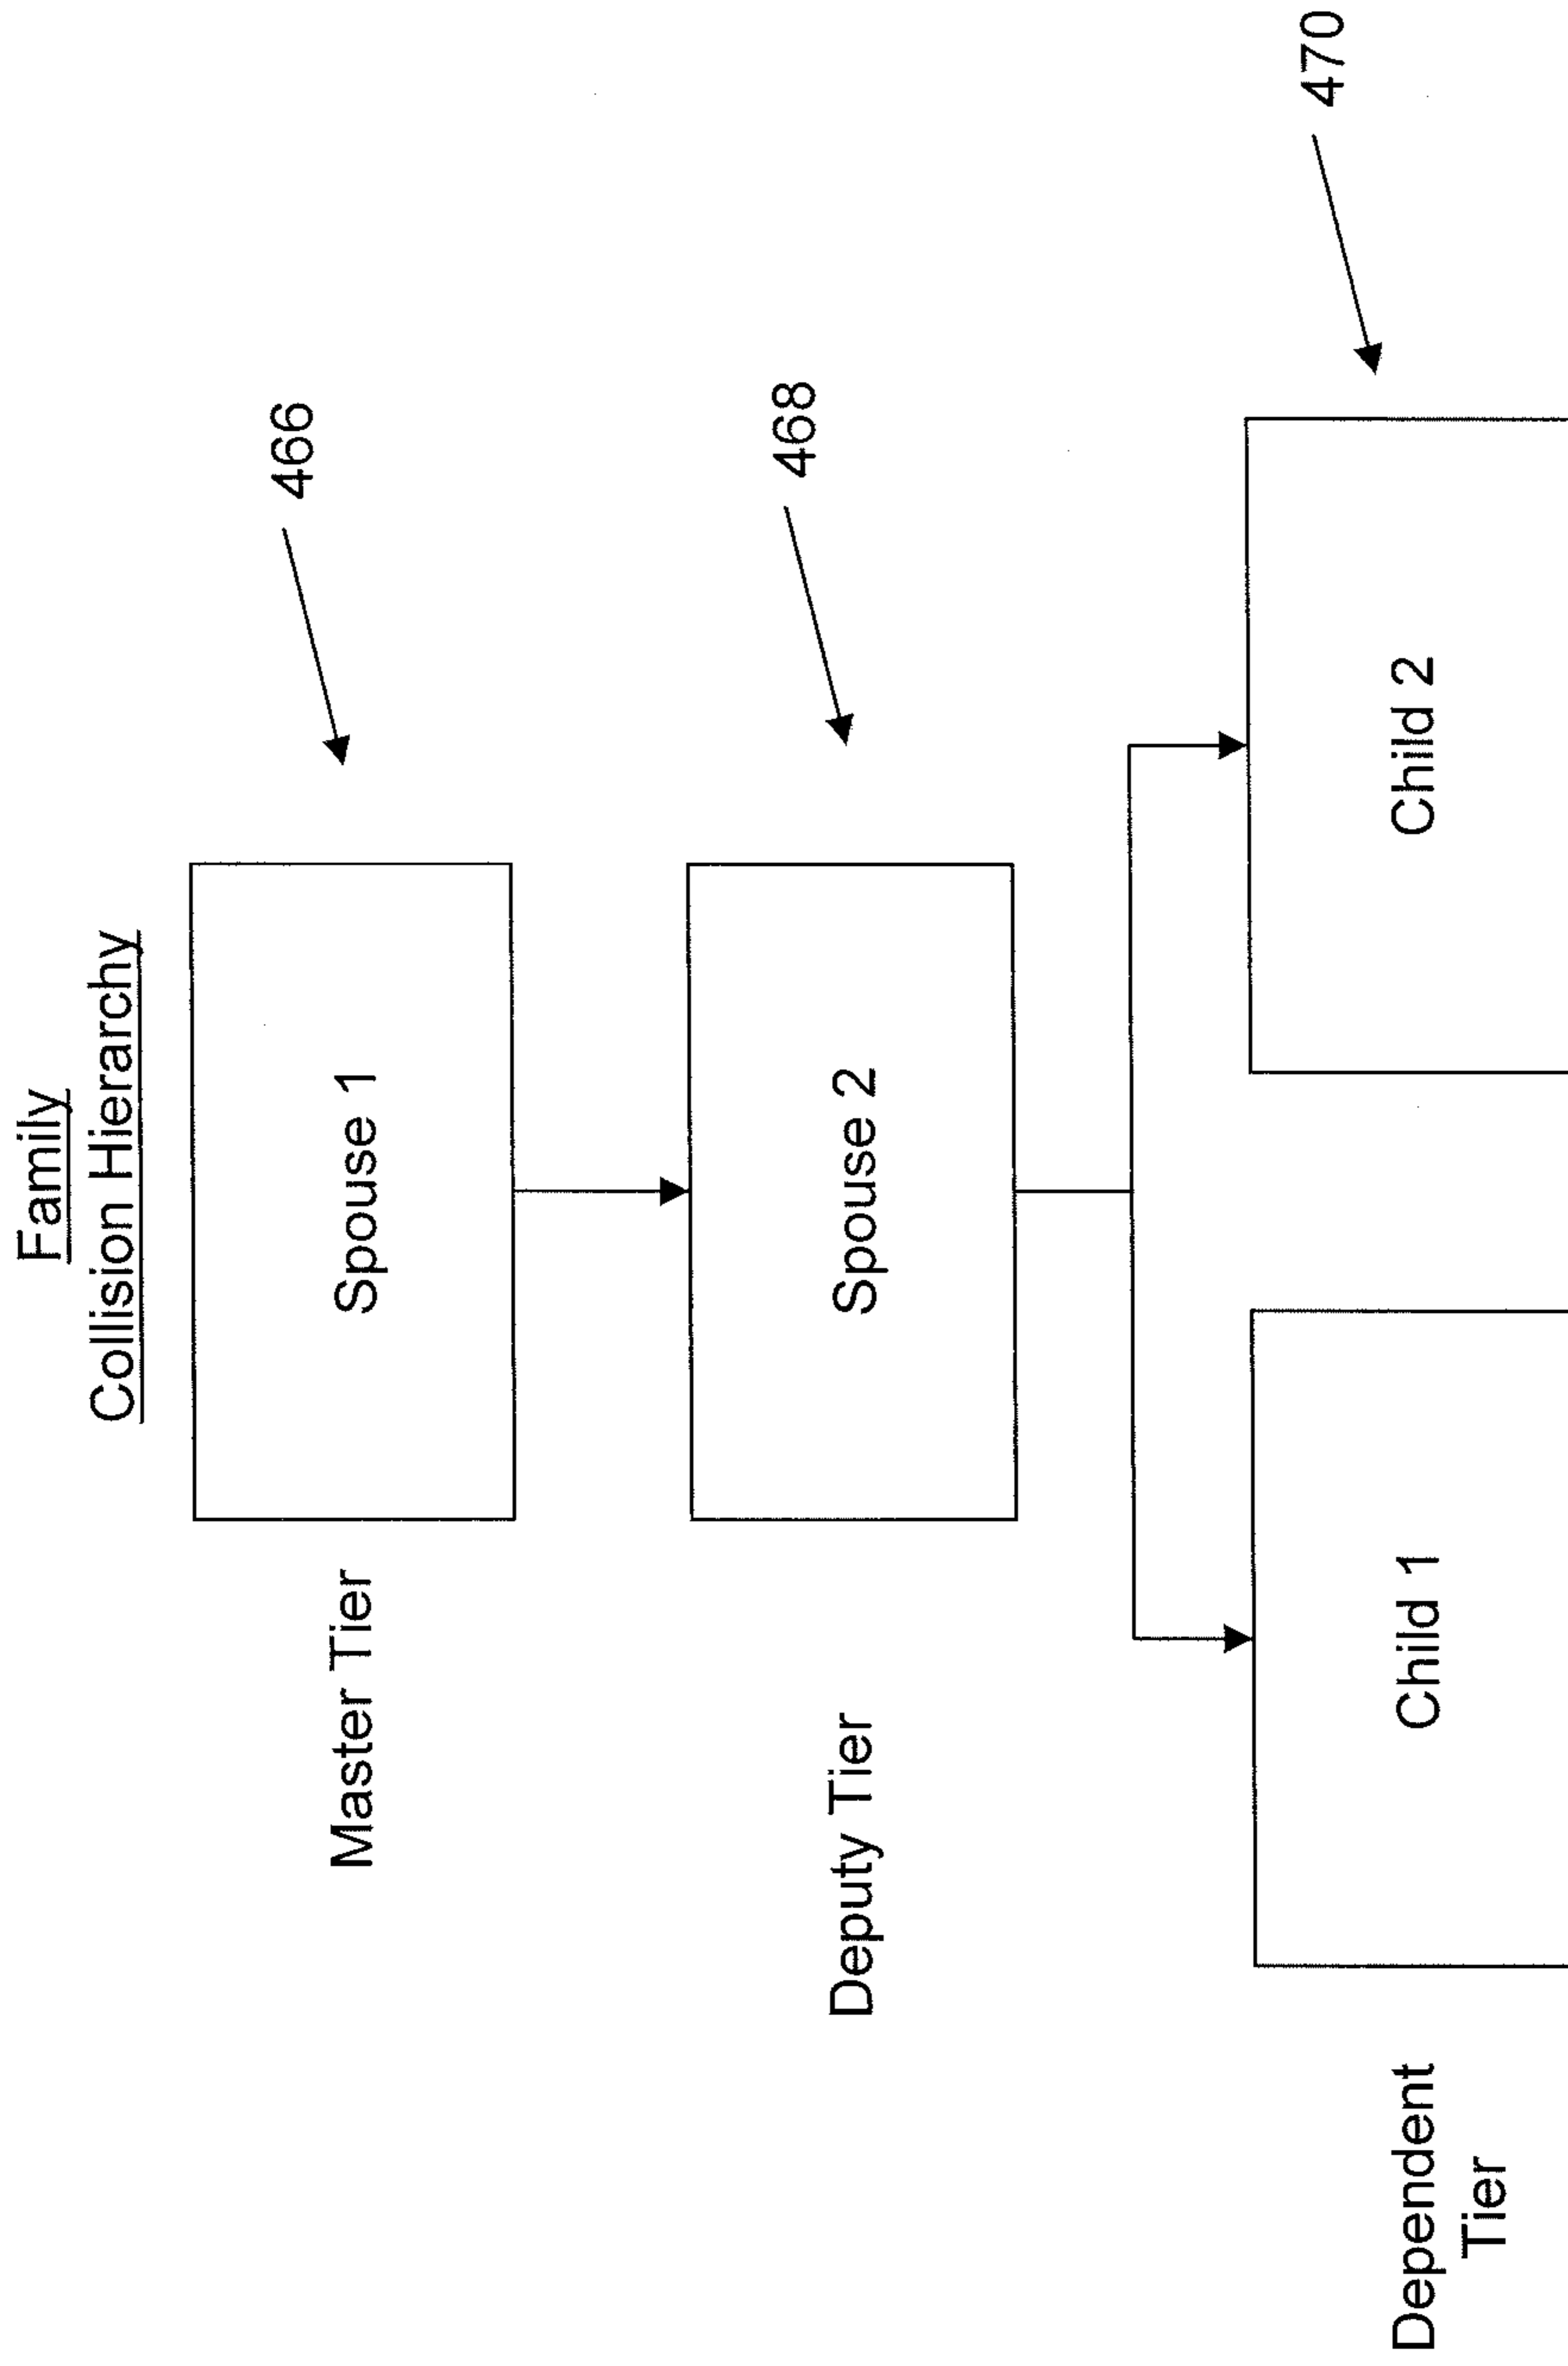 Family
Collision Hierarchy
466
Master Tier
Spouse 1
468
Deputy Tier
Spouse 2
470
Dependent
Tier
Child 1
Child 2